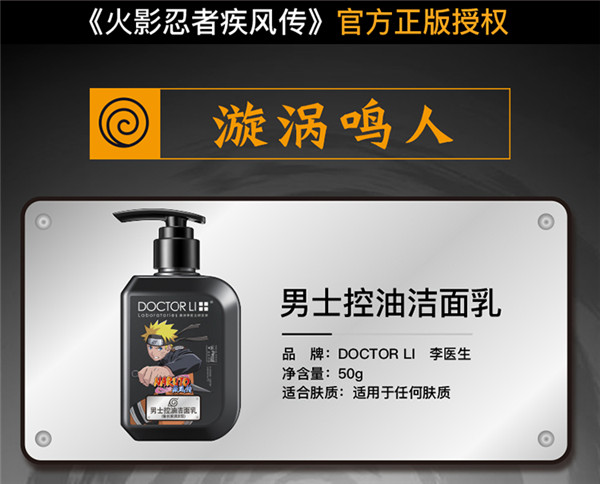 《火影忍者疾风传》官方正版授权
漩涡鸣人
男士控油洁面乳
品 牌：DOCTOR LI 李医生
净含量：50g
适合肤质：适用于任何肤质
DOCTOR LI
Laboratories
NARUTO
男士控油洁面乳